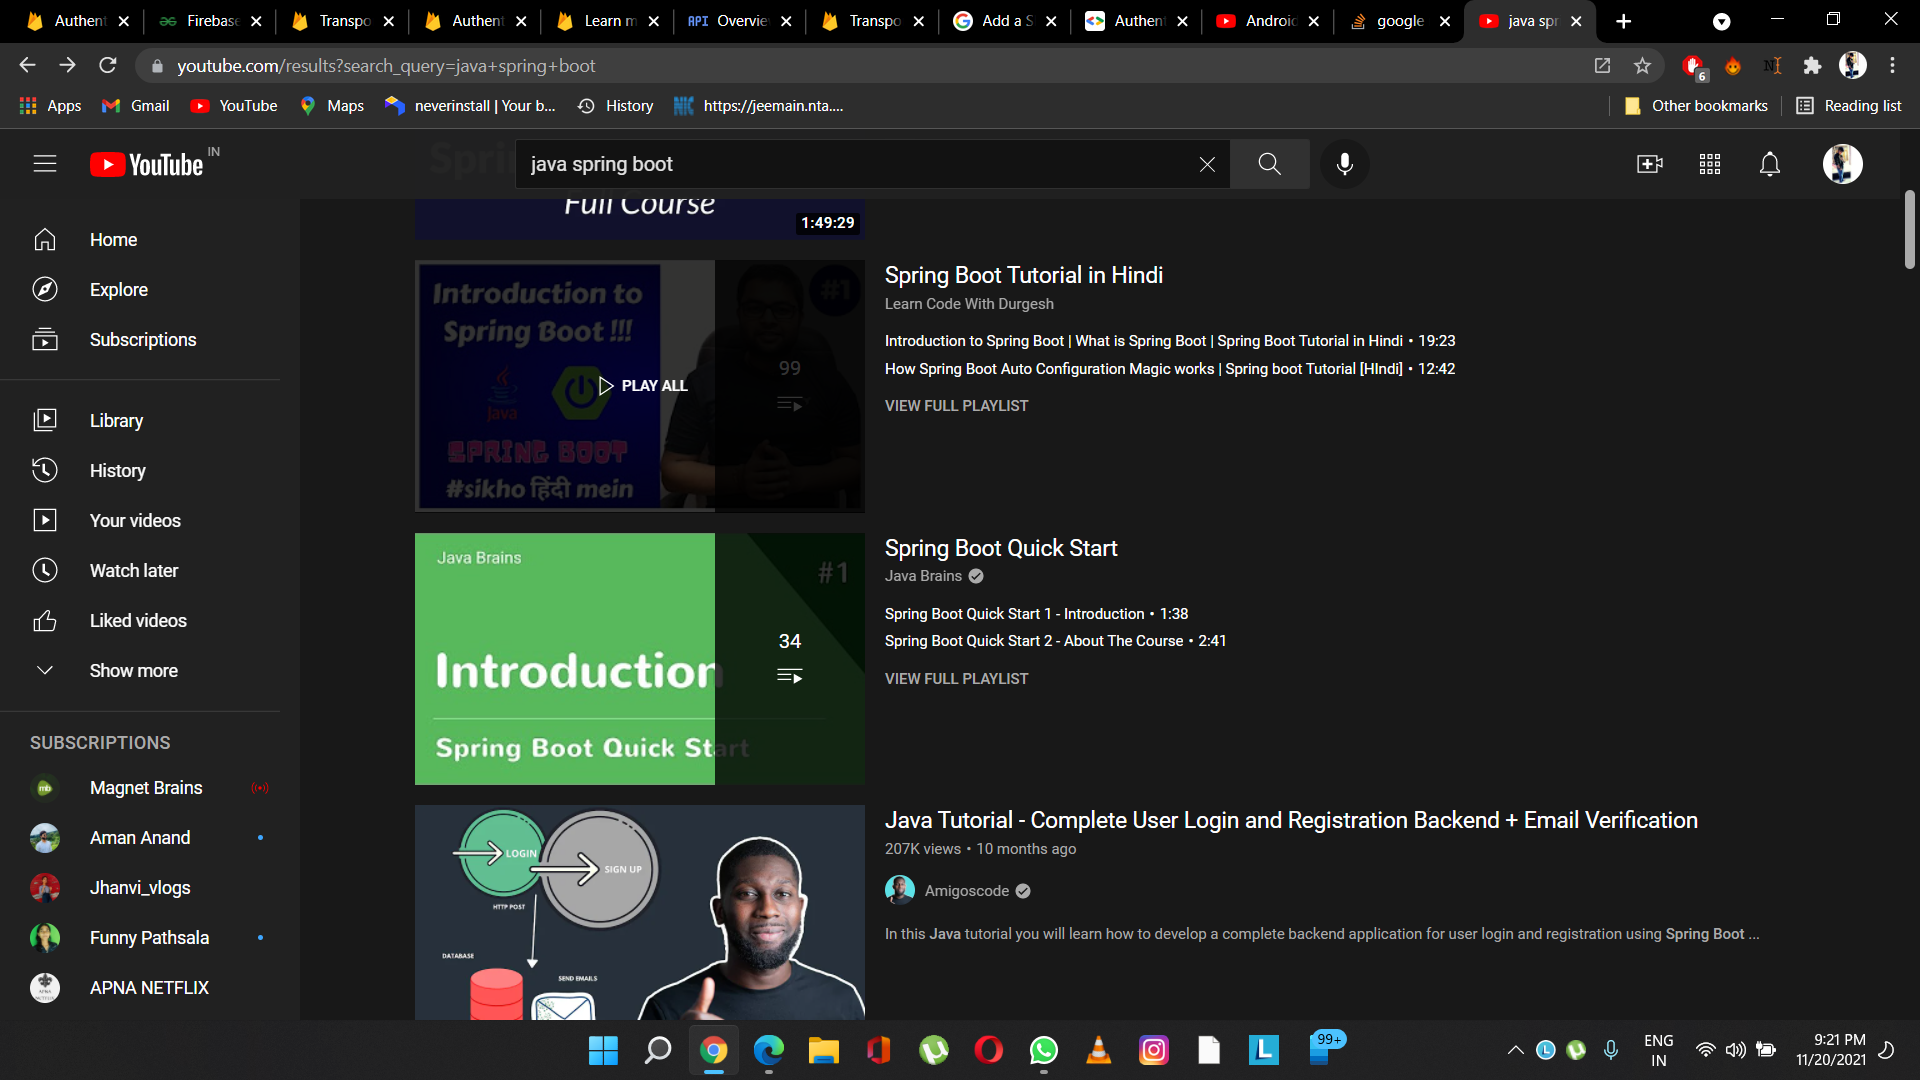 Authent
Firebase
Transpo
Authent
Learn m
API Overvie
Transpo
Add a S
Authent
Android
google
java spr
youtube.com/results?search_query=java+spring+boot
6
Apps
Gmail
YouTube
Maps
neverinstall | Your b...
History
https://jeemain.nta....
Other bookmarks
Reading list
YouTube IN
java spring boot
Home
Explore
Subscriptions
Library
History
Your videos
Watch later
Liked videos
Show more
SUBSCRIPTIONS
Magnet Brains
Aman Anand
Jhanvi_vlogs
Funny Pathsala
APNA NETFLIX
Full Course
1:49:29
Introduction to
Spring Boot !!!
#1
Java
PLAY ALL
99
SPRING BOOT
#sikho हिंदी mein
Spring Boot Tutorial in Hindi
Learn Code With Durgesh
Introduction to Spring Boot | What is Spring Boot | Spring Boot Tutorial in Hindi • 19:23
How Spring Boot Auto Configuration Magic works | Spring boot Tutorial [HIndi] • 12:42
VIEW FULL PLAYLIST
Java Brains
#1
34
Introduction
Spring Boot Quick Start
Spring Boot Quick Start
Java Brains
Spring Boot Quick Start 1 - Introduction • 1:38
Spring Boot Quick Start 2 - About The Course • 2:41
VIEW FULL PLAYLIST
LOGIN
SIGN UP
HTTP POST
DATABASE
SEND EMAILS
Java Tutorial - Complete User Login and Registration Backend + Email Verification
207K views • 10 months ago
Amigoscode
In this Java tutorial you will learn how to develop a complete backend application for user login and registration using Spring Boot ...
99+
ENG
IN
9:21 PM
11/20/2021